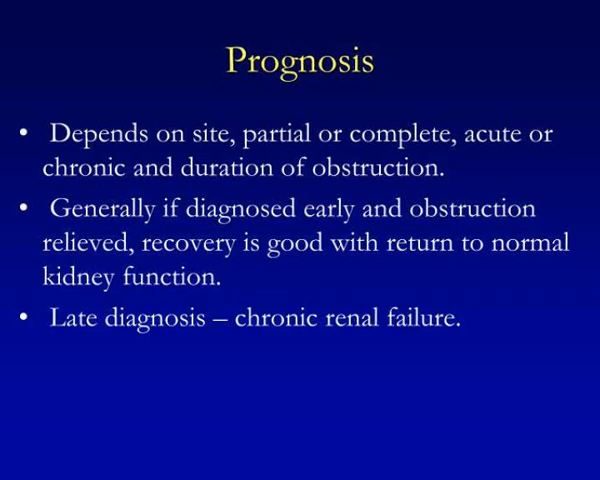 Prognosis
• Depends on site, partial or complete, acute or
chronic and duration of obstruction.
• Generally if diagnosed early and obstruction
relieved, recovery is good with return to normal
kidney function.
• Late diagnosis – chronic renal failure.